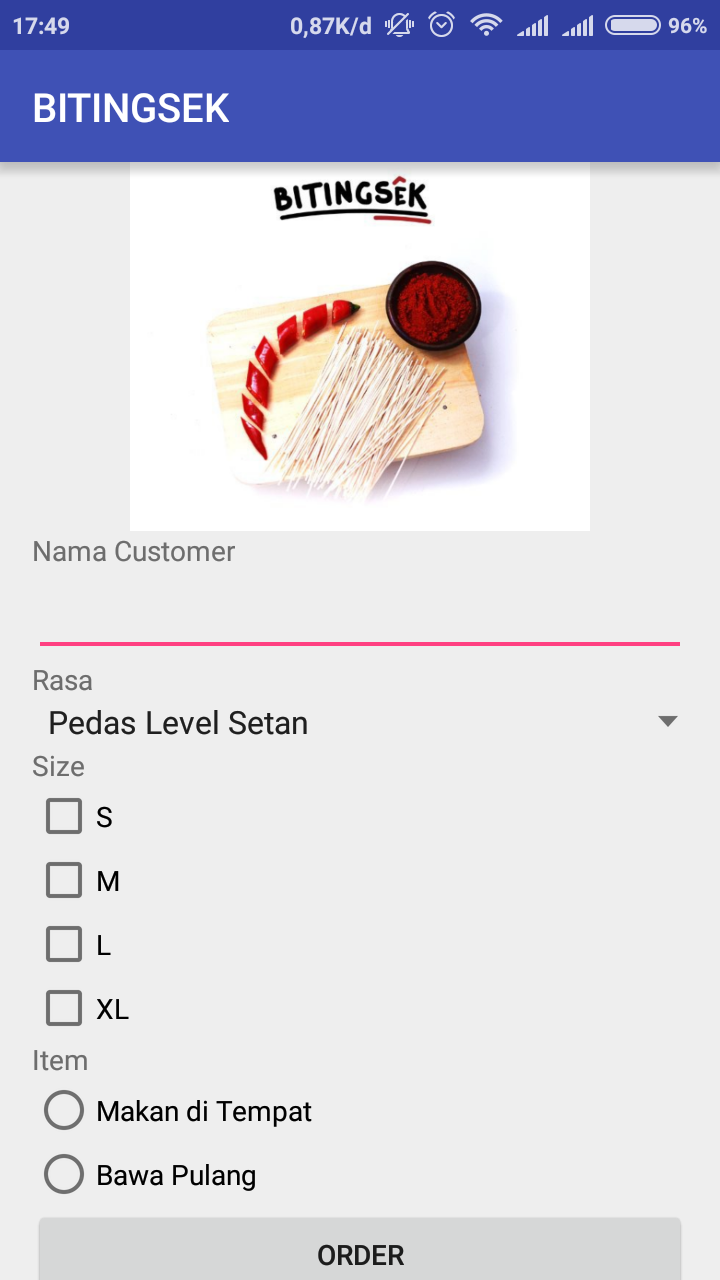 17:49 0,87K/d 96%
BITINGSEK
BITINGSÊK
Nama Customer
Rasa
Pedas Level Setan
Size
S
M
L
XL
Item
Makan di Tempat
Bawa Pulang
ORDER